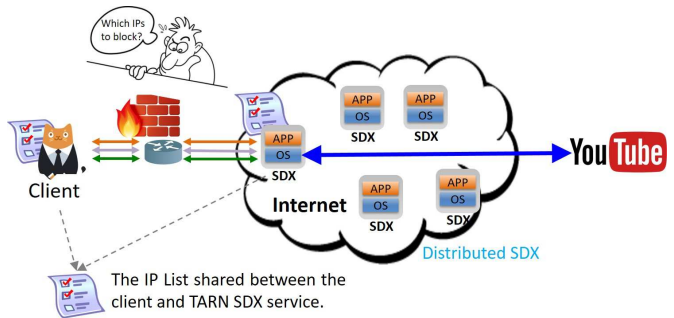 Which IPs
to block?
APP
OS
SDX
APP
OS
SDX
APP
OS
SDX
YouTube
Client
Internet
APP
OS
SDX
APP
OS
SDX
Distributed SDX
The IP List shared between the
client and TARN SDX service.